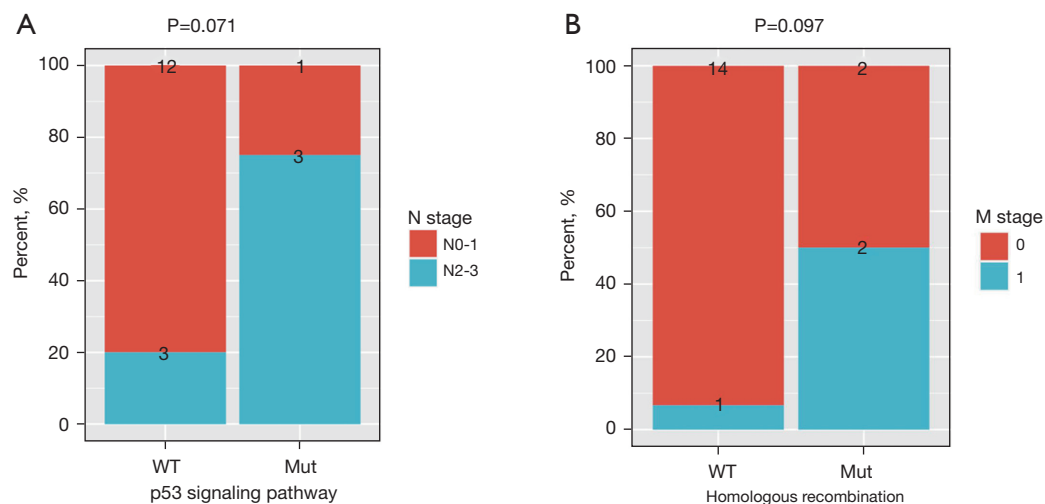 A
P=0.071
Percent, %
100
80
60
40
20
0
12
1
3
3
WT
Mut
p53 signaling pathway
N stage
N0-1
N2-3
B
P=0.097
Percent, %
100
80
60
40
20
0
14
2
2
1
WT
Mut
Homologous recombination
M stage
0
1